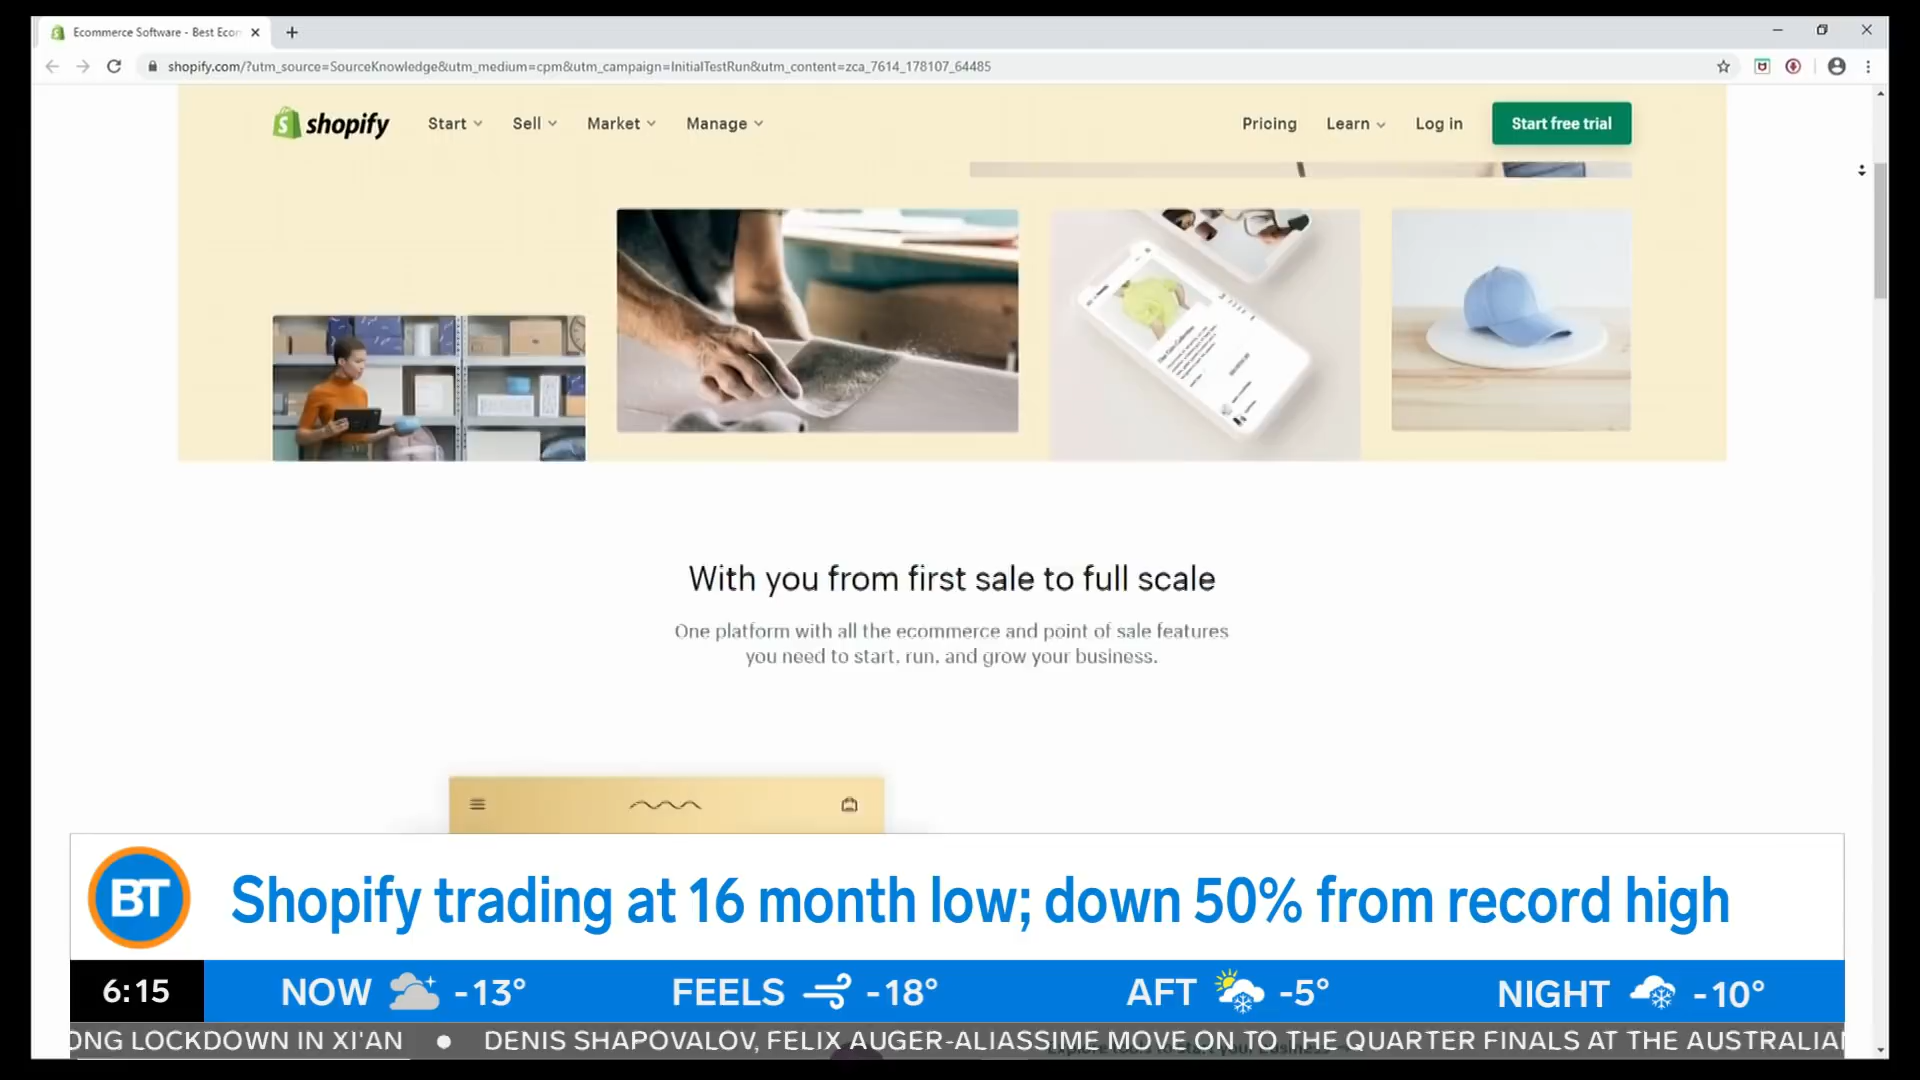 Ecommerce Software - Best Ecor
shopify.com/?utm_source=SourceKnowledge&utm_medium=cpm&utm_campaign=InitialTestRun&utm_content=zca_7614_178107_64485
shopify Start Sell Market Manage Pricing Learn Log in Start free trial
With you from first sale to full scale
One platform with all the ecommerce and point of sale features
you need to start, run, and grow your business.
BT Shopify trading at 16 month low; down 50% from record high
6:15 NOW -13° FEELS -18° AFT -5° NIGHT -10°
ONG LOCKDOWN IN XI'AN ● DENIS SHAPOVALOV, FELIX AUGER-ALIASSIME MOVE ON TO THE QUARTER FINALS AT THE AUSTRALIAN